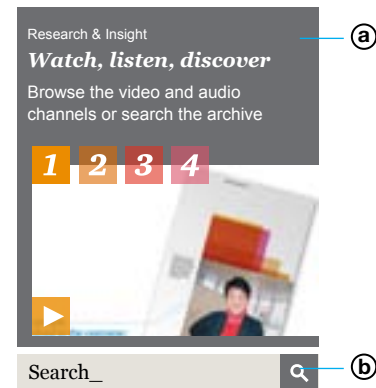 Research & Insight
Watch, listen, discover
Browse the video and audio
channels or search the archive
1 2 3 4
Search_
a
b